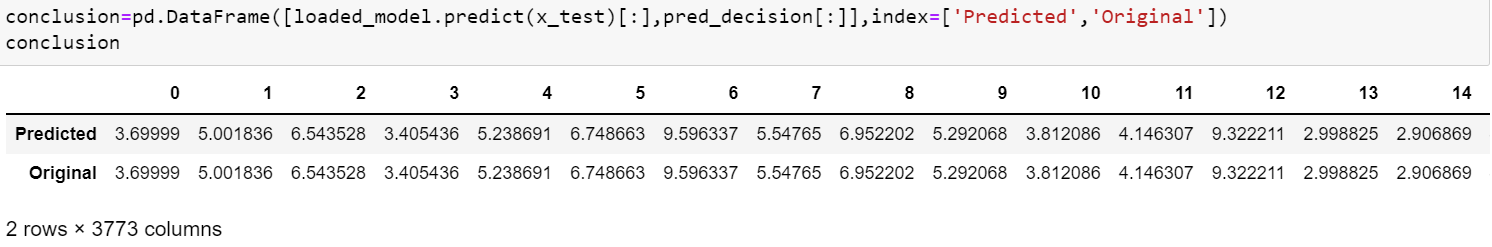 conclusion=pd.DataFrame([loaded_model.predict(x_test)[:],pred_decision[:]],index=['Predicted','Original'])
conclusion
0 1 2 3 4 5 6 7 8 9 10 11 12 13 14
Predicted 3.69999 5.001836 6.543528 3.405436 5.238691 6.748663 9.596337 5.54765 6.952202 5.292068 3.812086 4.146307 9.322211 2.998825 2.906869
Original 3.69999 5.001836 6.543528 3.405436 5.238691 6.748663 9.596337 5.54765 6.952202 5.292068 3.812086 4.146307 9.322211 2.998825 2.906869
2 rows × 3773 columns